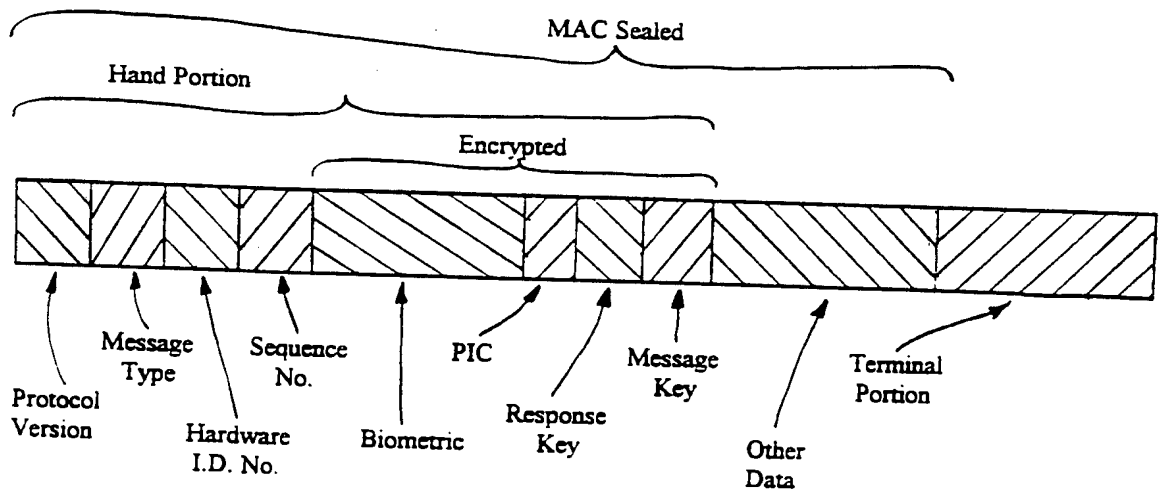 MAC Sealed
Hand Portion
Encrypted
Protocol
Version
Message
Type
Hardware
I.D. No.
Sequence
No.
Biometric
PIC
Response
Key
Message
Key
Other
Data
Terminal
Portion